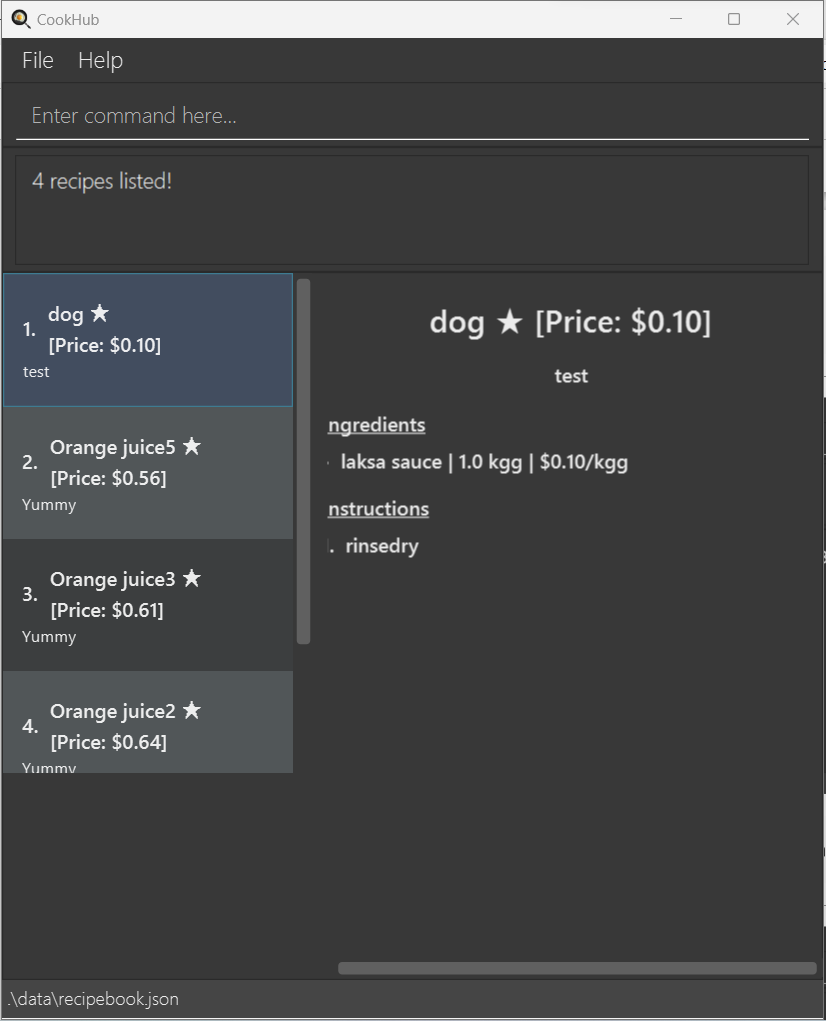 CookHub
File Help
Enter command here...
4 recipes listed!
1. dog ★
[Price: $0.10]
test
2. Orange juice5 ★
[Price: $0.56]
Yummy
3. Orange juice3 ★
[Price: $0.61]
Yummy
4. Orange juice2 ★
[Price: $0.64]
Yummy
dog ★ [Price: $0.10]
test
ngredients
laksa sauce | 1.0 kgg | $0.10/kgg
nstructions
. rinsedry
.\data\recipebook.json